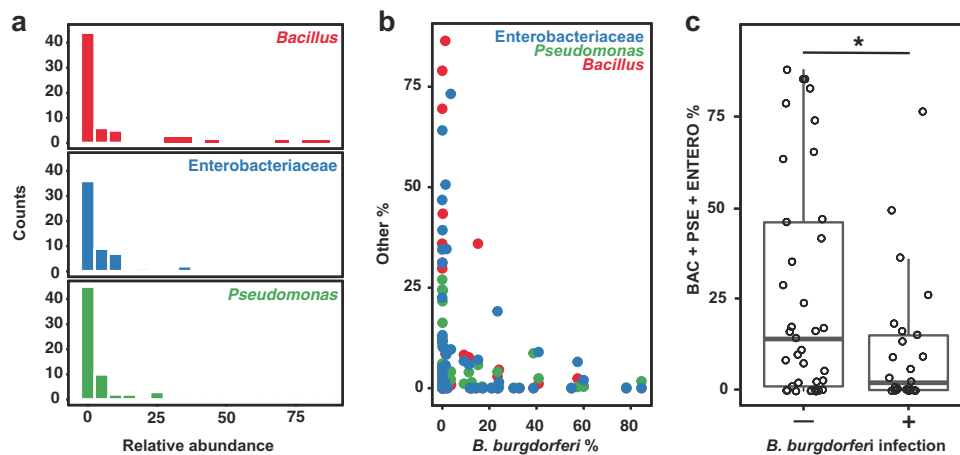 a
Bacillus
40
30
20
10
0
Enterobacteriaceae
40
30
20
10
0
Pseudomonas
40
30
20
10
0
Counts
0 25 50 75
Relative abundance
b
Enterobacteriaceae
Pseudomonas
Bacillus
75
50
25
0
Other %
0 20 40 60 80
B. burgdorferi %
c
*
75
50
25
0
BAC + PSE + ENTERO %
— +
B. burgdorferi infection